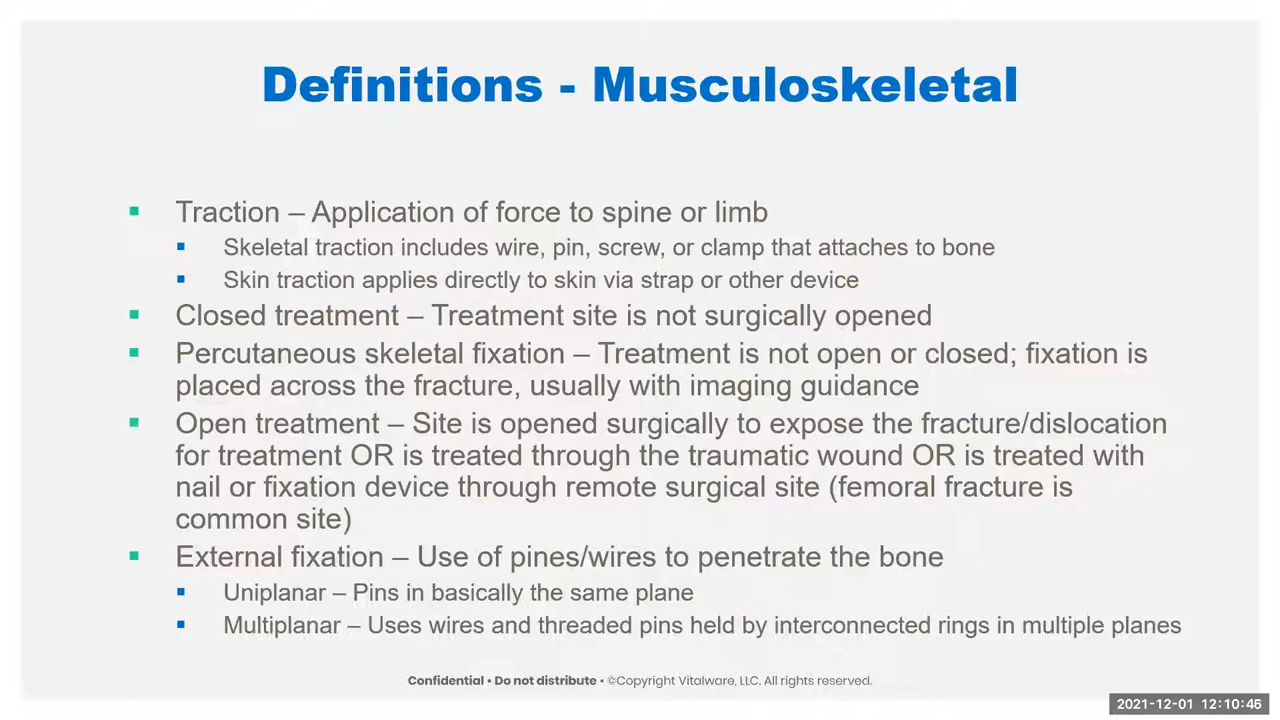 Definitions - Musculoskeletal
▪ Traction – Application of force to spine or limb
▪ Skeletal traction includes wire, pin, screw, or clamp that attaches to bone
▪ Skin traction applies directly to skin via strap or other device
▪ Closed treatment – Treatment site is not surgically opened
▪ Percutaneous skeletal fixation – Treatment is not open or closed; fixation is
placed across the fracture, usually with imaging guidance
▪ Open treatment – Site is opened surgically to expose the fracture/dislocation
for treatment OR is treated through the traumatic wound OR is treated with
nail or fixation device through remote surgical site (femoral fracture is
common site)
▪ External fixation – Use of pines/wires to penetrate the bone
▪ Uniplanar – Pins in basically the same plane
▪ Multiplanar – Uses wires and threaded pins held by interconnected rings in multiple planes
Confidential • Do not distribute • ©Copyright Vitalware, LLC. All rights reserved.
2021-12-01 12:10:46